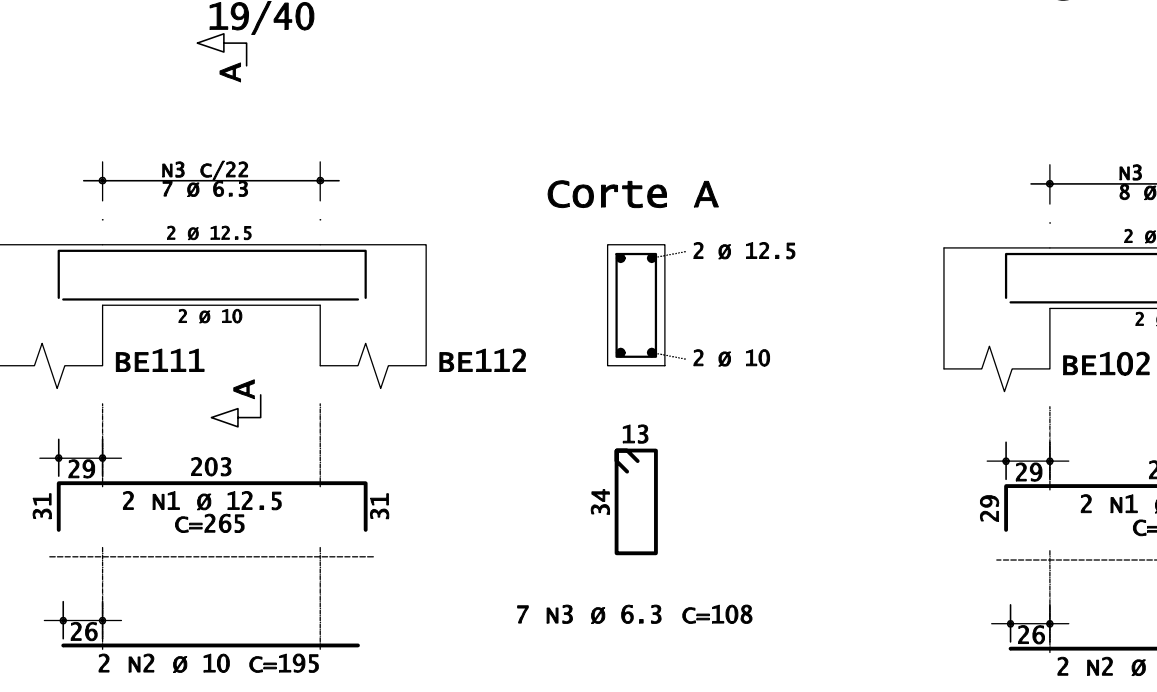 19/40
A
N3 C/22
7 Ø 6.3
2 Ø 12.5
2 Ø 10
BE111
BE112
A
29
203
31
2 N1 Ø 12.5
C=265
31
26
2 N2 Ø 10 C=195
Corte A
2 Ø 12.5
2 Ø 10
13
34
7 N3 Ø 6.3 C=108
N3
8 Ø
2 Ø
2
BE102
29
2
29
2 N1
C=
26
2 N2 Ø